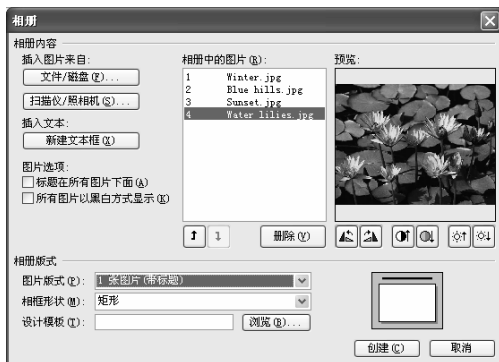 相册
相册内容
插入图片来自:
文件/磁盘(F)...
扫描仪/照相机(S)...
插入文本:
新建文本框(X)
图片选项:
标题在所有图片下面(A)
所有图片以黑白方式显示(K)
相册中的图片(R):
1 Winter.jpg
2 Blue hills.jpg
3 Sunset.jpg
4 Water lilies.jpg
删除(V)
预览:
相册版式
图片版式(P): 1 张图片(带标题)
相框形状(M): 矩形
设计模板(T): 浏览(B)...
创建(C) 取消